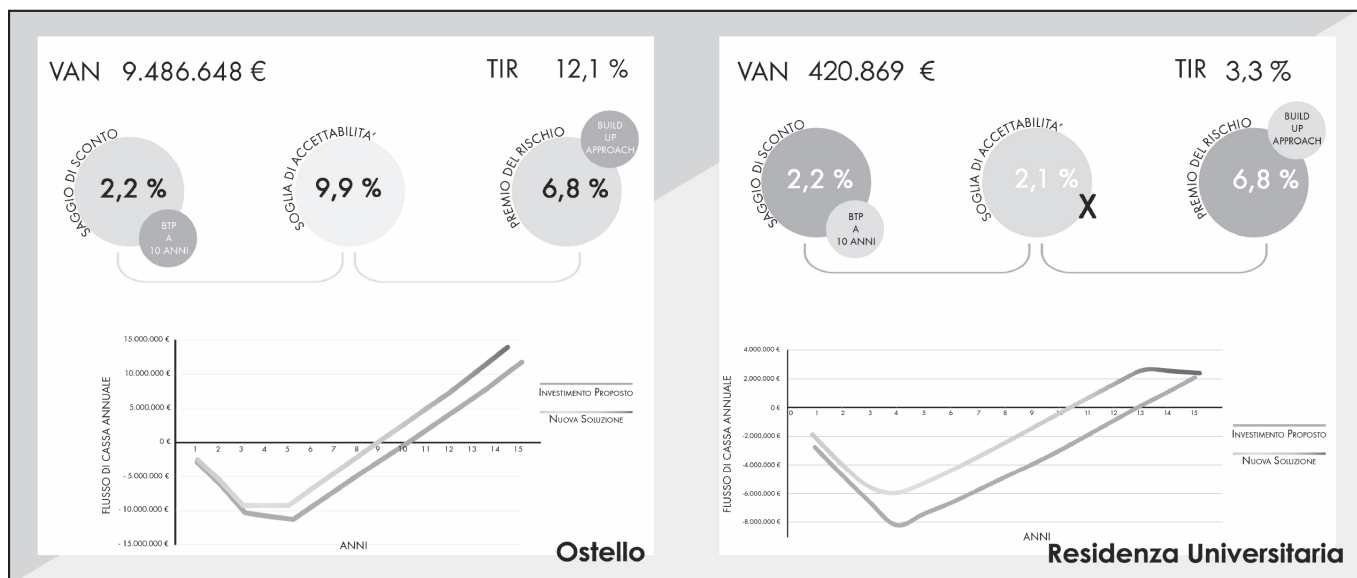 VAN 9.486.648 €
TIR 12,1 %
SAGGIO DI SCONTO
2,2 %
BTP
A
10 ANNI
SOGLIA DI ACCETTABILITA'
9,9 %
PREMIO DEL RISCHIO
6,8 %
BUILD
UP
APPROACH
FLUSSO DI CASSA ANNUALE
15.000.000 €
10.000.000 €
5.000.000 €
0 €
- 5.000.000 €
- 10.000.000 €
- 15.000.000 €
1 2 3 4 5 6 7 8 9 10 11 12 13 14 15
ANNI
INVESTIMENTO PROPOSTO
NUOVA SOLUZIONE
Ostello
VAN 420.869 €
TIR 3,3 %
SAGGIO DI SCONTO
2,2 %
BTP
A
10 ANNI
SOGLIA DI ACCETTABILITA'
2,1 %
X
PREMIO DEL RISCHIO
6,8 %
BUILD
UP
APPROACH
FLUSSO DI CASSA ANNUALE
4.000.000 €
2.000.000 €
0 €
-2.000.000 €
-4.000.000 €
-6.000.000 €
-8.000.000 €
0 1 2 3 4 5 6 7 8 9 10 11 12 13 14 15
ANNI
INVESTIMENTO PROPOSTO
NUOVA SOLUZIONE
Residenza Universitaria